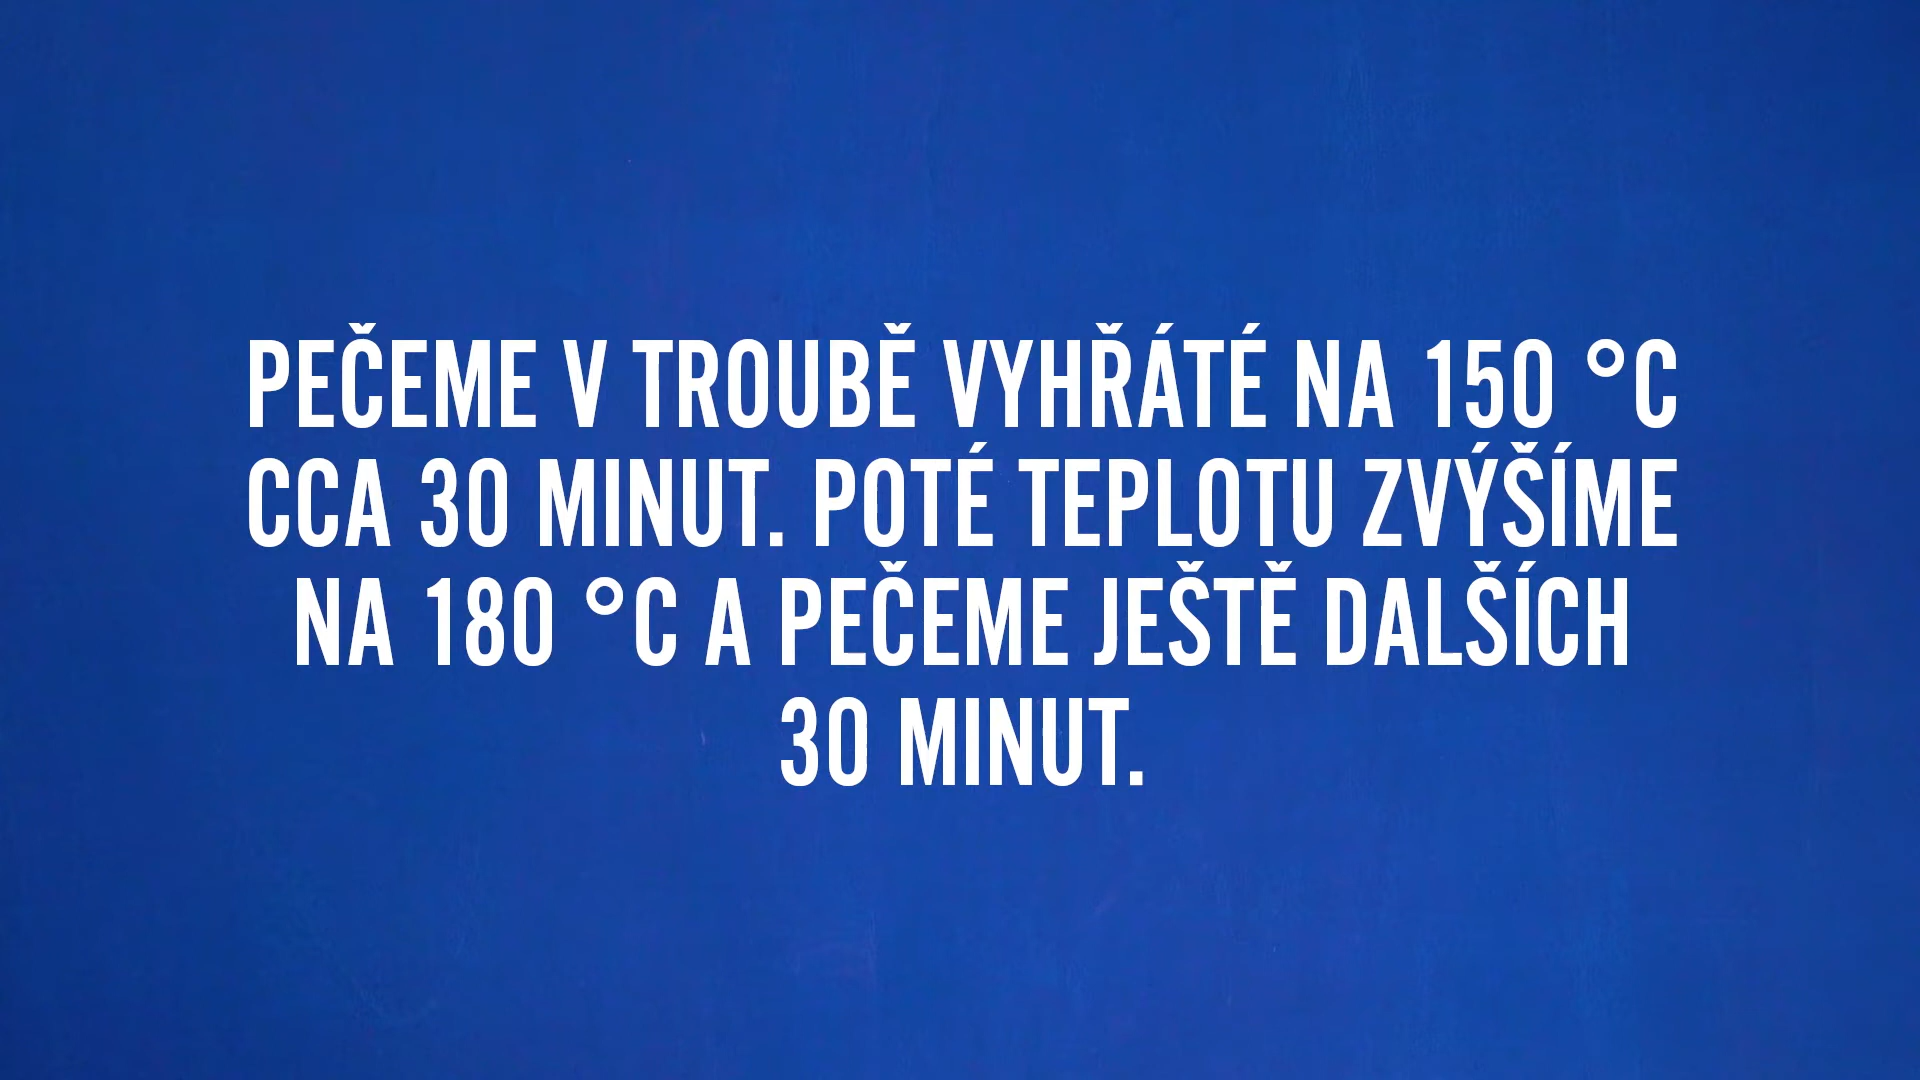 PEČEME V TROUBĚ VYHŘÁTÉ NA 150 °C
CCA 30 MINUT. POTÉ TEPLOTU ZVÝŠÍME
NA 180 °C A PEČEME JEŠTĚ DALŠÍCH
30 MINUT.